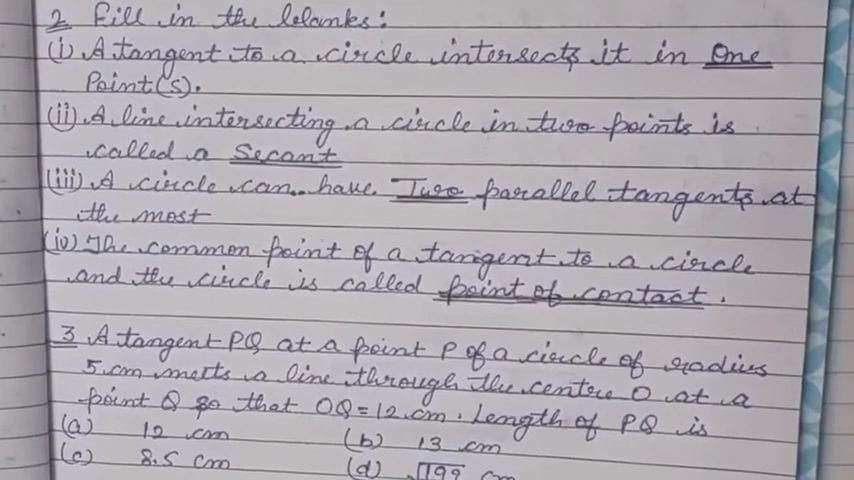 2 Fill in the blanks:
(i) A tangent to a circle intersects it in One
Point(s).
(ii) A line intersecting a circle in two points is
called a Secant
(iii) A circle can have Two parallel tangents at
the most
(iv) The common point of a tangent to a circle
and the circle is called point of contact.
3 A tangent PQ at a point P of a circle of radius
5 cm meets a line through the centre O at a
point Q so that OQ = 12 cm. Length of PQ is
(a) 12 cm (b) 13 cm
(c) 8.5 cm (d) √199 cm